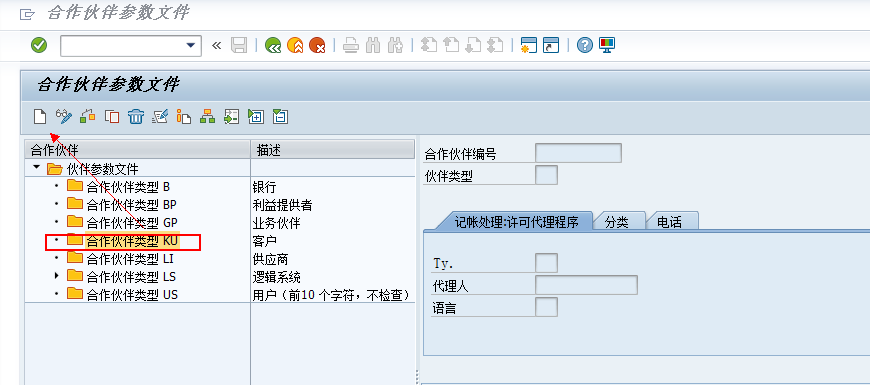 合作伙伴参数文件
合作伙伴参数文件
合作伙伴 描述
伙伴参数文件
合作伙伴类型 B 银行
合作伙伴类型 BP 利益提供者
合作伙伴类型 GP 业务伙伴
合作伙伴类型 KU 客户
合作伙伴类型 LI 供应商
合作伙伴类型 LS 逻辑系统
合作伙伴类型 US 用户（前10 个字符，不检查）
合作伙伴编号
伙伴类型
记帐处理:许可代理程序 分类 电话
Ty.
代理人
语言